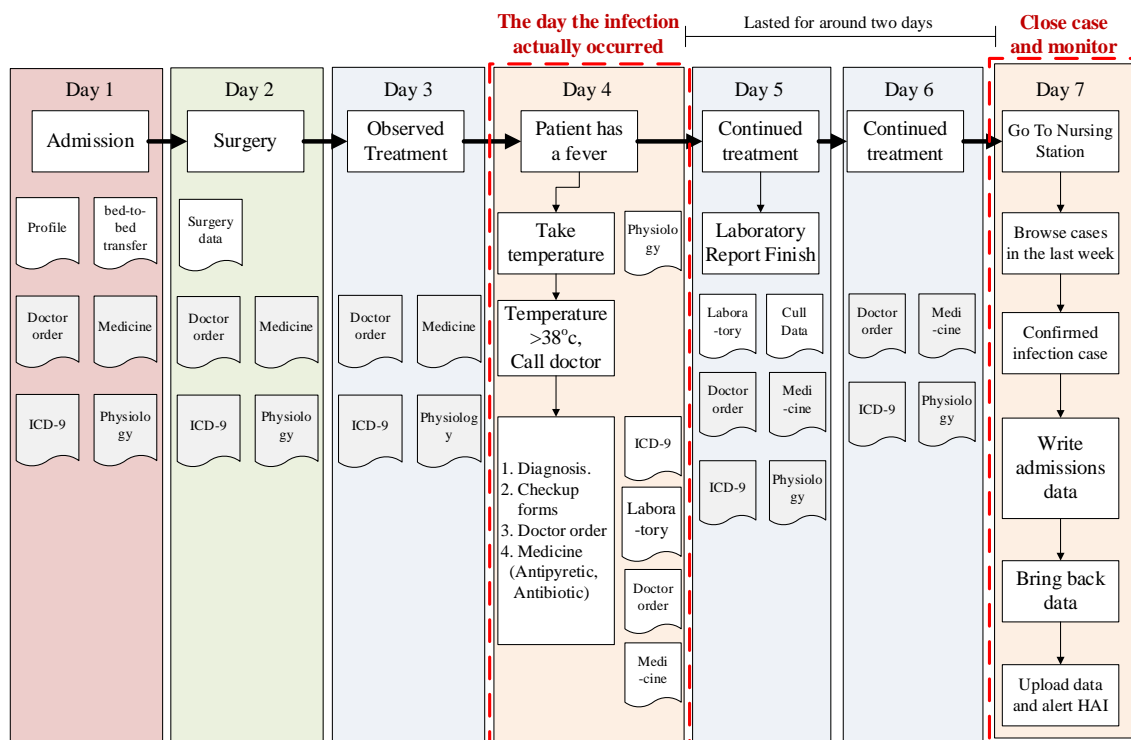 The day the infection
actually occurred
Lasted for around two days
Close case
and monitor
Day 1
Admission
Profile
bed-to-
bed
transfer
Doctor
order
Medicine
ICD-9
Physiolo
gy
Day 2
Surgery
Surgery
data
Doctor
order
Medicine
ICD-9
Physiolo
gy
Day 3
Observed
Treatment
Doctor
order
Medicine
ICD-9
Physiolog
y
Day 4
Patient has
a fever
Take
temperature
Physiolo
gy
Temperature
>38°c,
Call doctor
1. Diagnosis.
2. Checkup
forms
3. Doctor order
4. Medicine
(Antipyretic,
Antibiotic)
ICD-9
Labora
-tory
Doctor
order
Medi
-cine
Day 5
Continued
treatment
Laboratory
Report Finish
Labora
-tory
Cull
Data
Doctor
order
Medi
-cine
ICD-9
Physiolo
gy
Day 6
Continued
treatment
Doctor
order
Medi
-cine
ICD-9
Physiolo
gy
Day 7
Go To Nursing
Station
Browse cases
in the last week
Confirmed
infection case
Write
admissions
data
Bring back
data
Upload data
and alert HAI